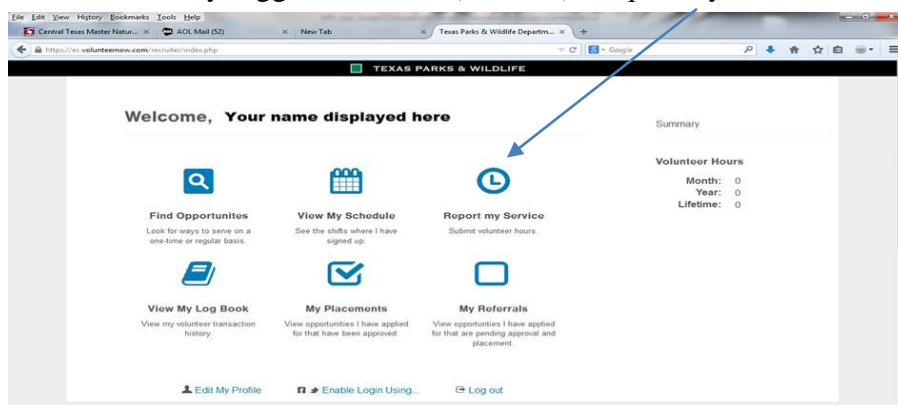 File Edit View History Bookmarks Tools Help
Central Texas Master Natur... × AOL Mail (52) × New Tab × Texas Parks & Wildlife Departm... × +
https://ec.volunteernow.com/recruiter/index.php Google
TEXAS PARKS & WILDLIFE
Welcome, Your name displayed here
Summary
Volunteer Hours
Month: 0
Year: 0
Lifetime: 0
Find Opportunites View My Schedule Report my Service
Look for ways to serve on a See the shifts where I have Submit volunteer hours.
one-time or regular basis. signed up.
View My Log Book My Placements My Referrals
View my volunteer transaction View opportunities I have applied View opportunties I have applied
history. for that have been approved. for that are pending approval and
placement.
Edit My Profile Enable Login Using... Log out